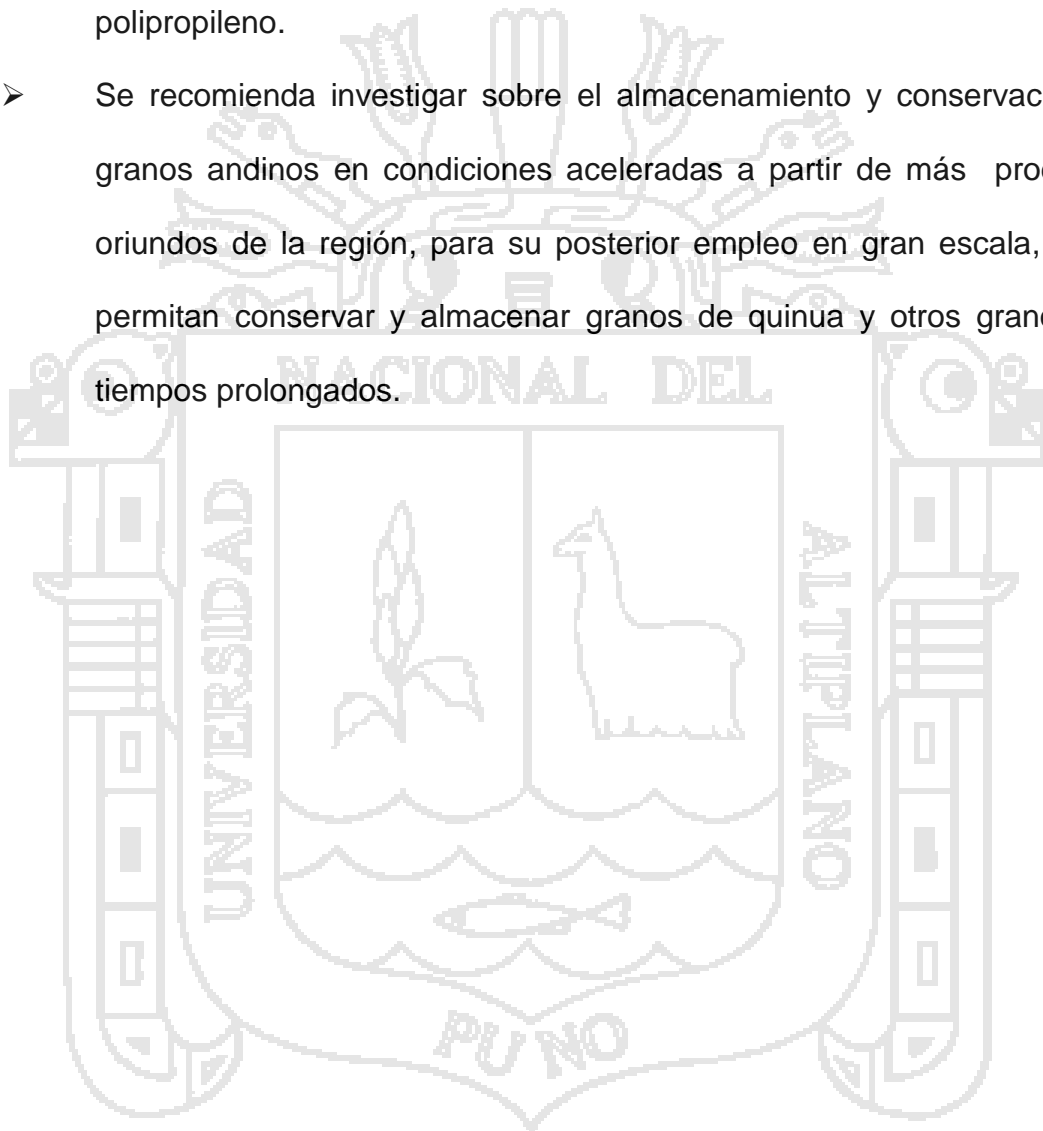 polipropileno.
➢ Se recomienda investigar sobre el almacenamiento y conservac
granos andinos en condiciones aceleradas a partir de más proc
oriundos de la región, para su posterior empleo en gran escala,
permitan conservar y almacenar granos de quinua y otros gran
tiempos prolongados.
NACIONAL DEL
UNIVERSIDAD
ALTIPLANO
PUNO